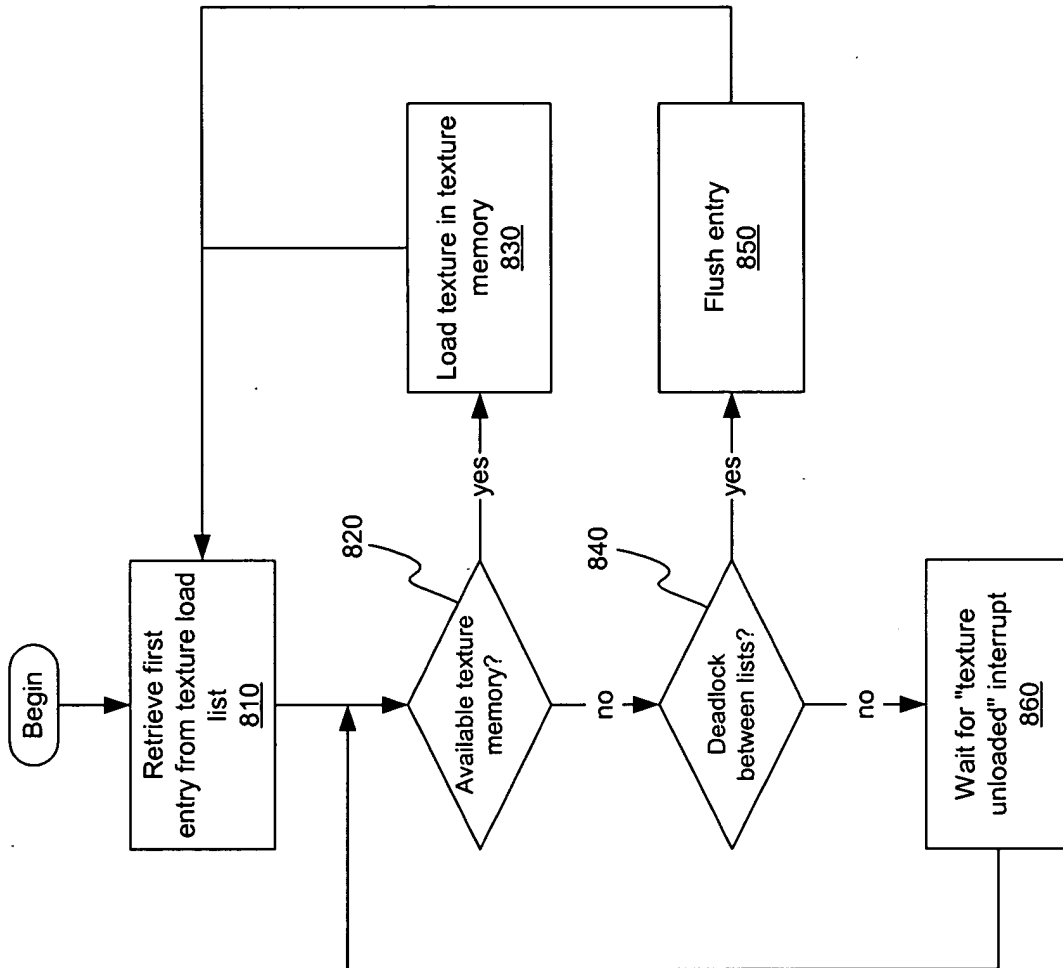 Begin
Retrieve first
entry from texture load
list
810
820
Available texture
memory?
yes
Load texture in texture
memory
830
no
840
Deadlock
between lists?
yes
Flush entry
850
no
Wait for "texture
unloaded" interrupt
860